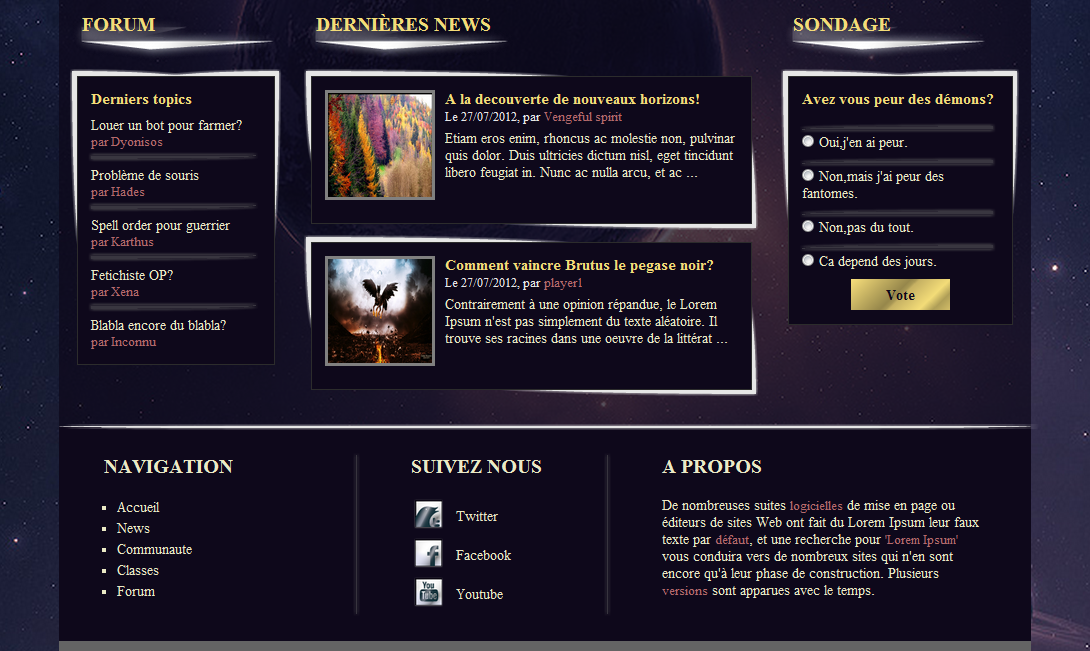 FORUM
Derniers topics
Louer un bot pour farmer?
par Dyonisos
Problème de souris
par Hades
Spell order pour guerrier
par Karthus
Fetichiste OP?
par Xena
Blabla encore du blabla?
par Inconnu
DERNIÈRES NEWS
A la decouverte de nouveaux horizons!
Le 27/07/2012, par Vengeful spirit
Etiam eros enim, rhoncus ac molestie non, pulvinar
quis dolor. Duis ultricies dictum nisl, eget tincidunt
libero feugiat in. Nunc ac nulla arcu, et ac ...
Comment vaincre Brutus le pegase noir?
Le 27/07/2012, par player1
Contrairement à une opinion répandue, le Lorem
Ipsum n'est pas simplement du texte aléatoire. Il
trouve ses racines dans une oeuvre de la littérat ...
SONDAGE
Avez vous peur des démons?
Oui,j'en ai peur.
Non,mais j'ai peur des
fantomes.
Non,pas du tout.
Ca depend des jours.
Vote
NAVIGATION
Accueil
News
Communaute
Classes
Forum
SUIVEZ NOUS
Twitter
Facebook
You
Tube
Youtube
A PROPOS
De nombreuses suites logicielles de mise en page ou
éditeurs de sites Web ont fait du Lorem Ipsum leur faux
texte par défaut, et une recherche pour 'Lorem Ipsum'
vous conduira vers de nombreux sites qui n'en sont
encore qu'à leur phase de construction. Plusieurs
versions sont apparues avec le temps.